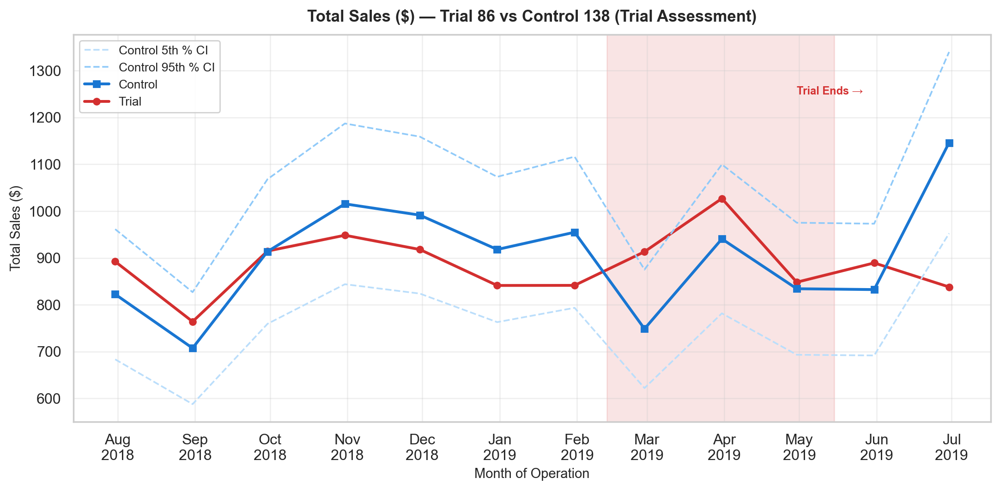 Total Sales ($) — Trial 86 vs Control 138 (Trial Assessment)
Control 5th % CI
Control 95th % CI
Control
Trial
Trial Ends →
Total Sales ($)
1300
1200
1100
1000
900
800
700
600
Aug 2018
Sep 2018
Oct 2018
Nov 2018
Dec 2018
Jan 2019
Feb 2019
Mar 2019
Apr 2019
May 2019
Jun 2019
Jul 2019
Month of Operation